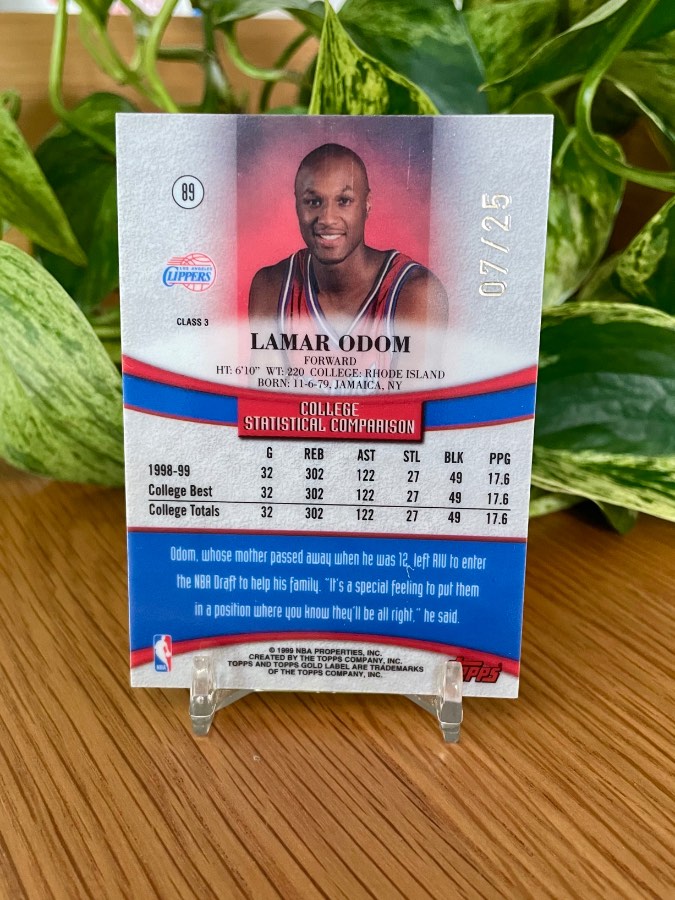 89
07/25
LOS ANGELES
CLIPPERS
CLASS 3
LAMAR ODOM
FORWARD
HT: 6'10" WT: 220 COLLEGE: RHODE ISLAND
BORN: 11-6-79, JAMAICA, NY
COLLEGE
STATISTICAL COMPARISON
G REB AST STL BLK PPG
1998-99 32 302 122 27 49 17.6
College Best 32 302 122 27 49 17.6
College Totals 32 302 122 27 49 17.6
Odom, whose mother passed away when he was 12, left RIU to enter
the NBA Draft to help his family. "It's a special feeling to put them
in a position where you know they'll be all right," he said.
NBA
© 1999 NBA PROPERTIES, INC.
CREATED BY THE TOPPS COMPANY, INC.
TOPPS AND TOPPS GOLD LABEL ARE TRADEMARKS
OF THE TOPPS COMPANY, INC.
TOPPS